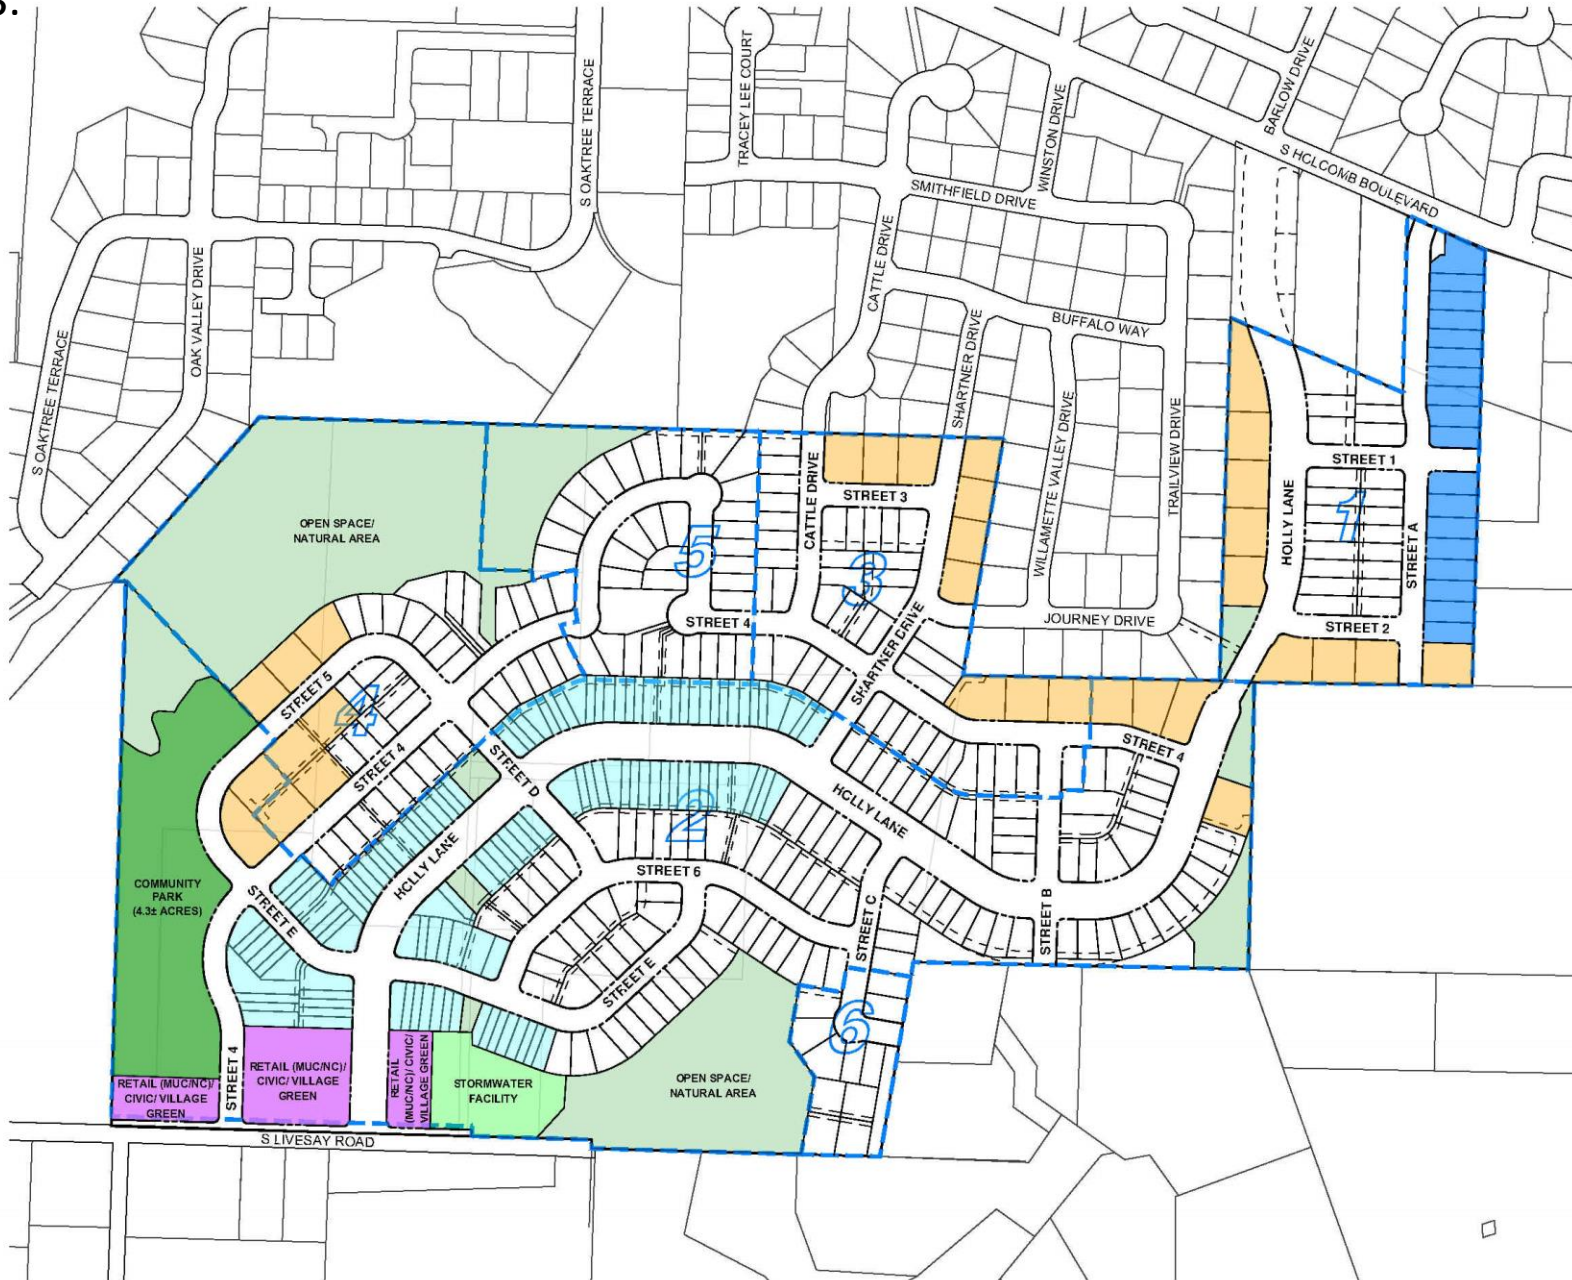 TRACEY LEE COURT
S OAKTREE TERRACE
BARLOW DRIVE
WINSTON DRIVE
S HOLCOMB BOULEVARD
SMITHFIELD DRIVE
CATTLE DRIVE
OAK VALLEY DRIVE
BUFFALO WAY
S OAKTREE TERRACE
SHARTNER DRIVE
WILLAMETTE VALLEY DRIVE
TRAILVIEW DRIVE
STREET 1
CATTLE DRIVE
STREET 3
HOLLY LANE
1
STREET A
OPEN SPACE/
NATURAL AREA
5
3
STREET 4
JOURNEY DRIVE
STREET 2
SHARTNER DRIVE
STREET 5
4
STREET 4
STREET D
STREET 4
HOLLY LANE
2
HOLLY LANE
STREET 6
COMMUNITY
PARK
(4.3± ACRES)
STREET E
STREET C
STREET B
STREET E
6
STREET 4
RETAIL (MUC/NC)/
CIVIC/ VILLAGE
GREEN
RETAIL (MUC/NC)/
CIVIC/ VILLAGE
GREEN
RETAIL
(MUC/NC)/ CIVIC/
VILLAGE GREEN
STORMWATER
FACILITY
OPEN SPACE/
NATURAL AREA
S LIVESAY ROAD